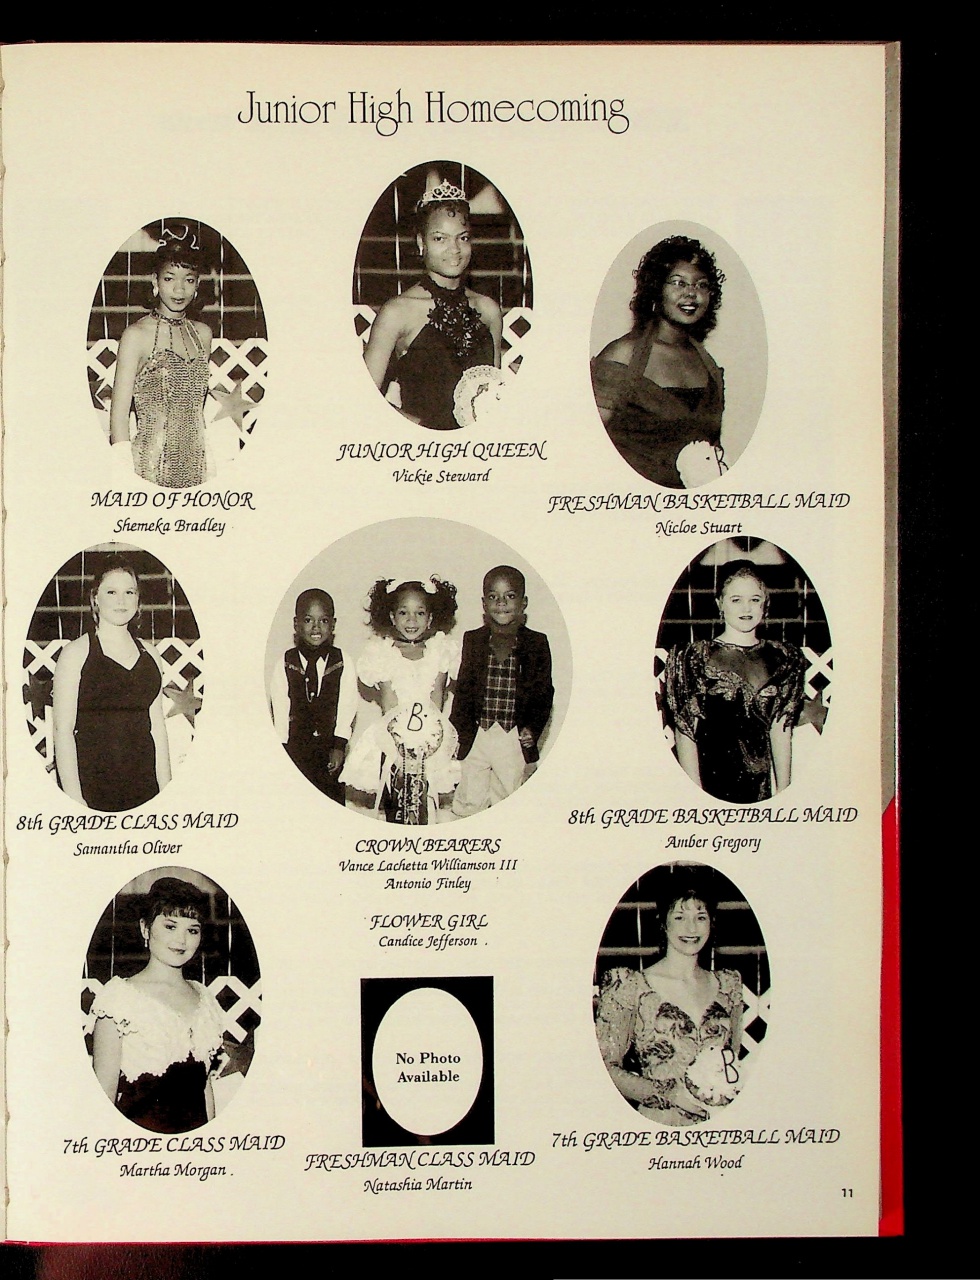 Junior High Homecoming
JUNIOR HIGH QUEEN
Vickie Steward
MAID OF HONOR
Shemeka Bradley
FRESHMAN BASKETBALL MAID
Nicloe Stuart
B
B
8th GRADE CLASS MAID
Samantha Oliver
CROWN BEARERS
Vance Lachetta Williamson III
Antonio Finley
FLOWER GIRL
Candice Jefferson
8th GRADE BASKETBALL MAID
Amber Gregory
B
7th GRADE CLASS MAID
Martha Morgan
No Photo
Available
FRESHMAN CLASS MAID
Natashia Martin
7th GRADE BASKETBALL MAID
Hannah Wood
11